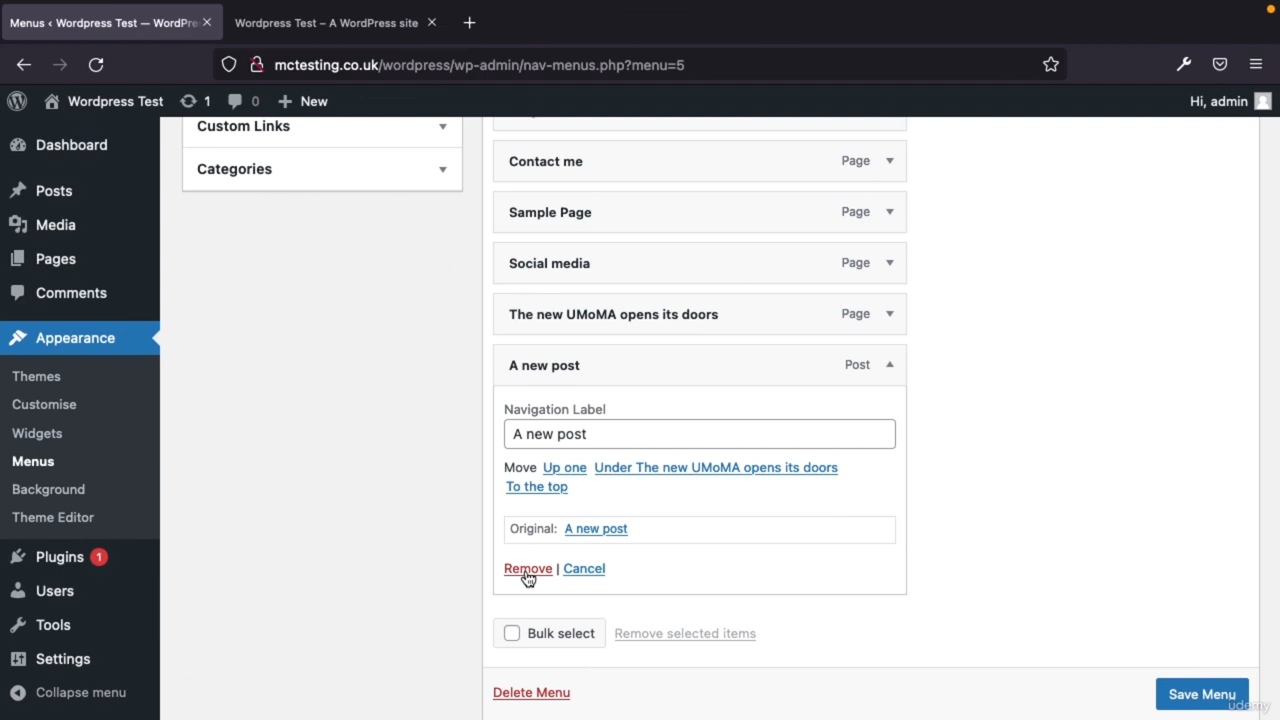 Menus ‹ Wordpress Test — WordPre
Wordpress Test – A WordPress site
mctesting.co.uk/wordpress/wp-admin/nav-menus.php?menu=5
Wordpress Test
1
0
New
Hi, admin
Dashboard
Posts
Media
Pages
Comments
Appearance
Themes
Customise
Widgets
Menus
Background
Theme Editor
Plugins 1
Users
Tools
Settings
Collapse menu
Custom Links
Categories
Contact me Page
Sample Page Page
Social media Page
The new UMoMA opens its doors Page
A new post Post
Navigation Label
A new post
Move Up one Under The new UMoMA opens its doors
To the top
Original: A new post
Remove | Cancel
Bulk select Remove selected items
Delete Menu
Save Menu
udemy